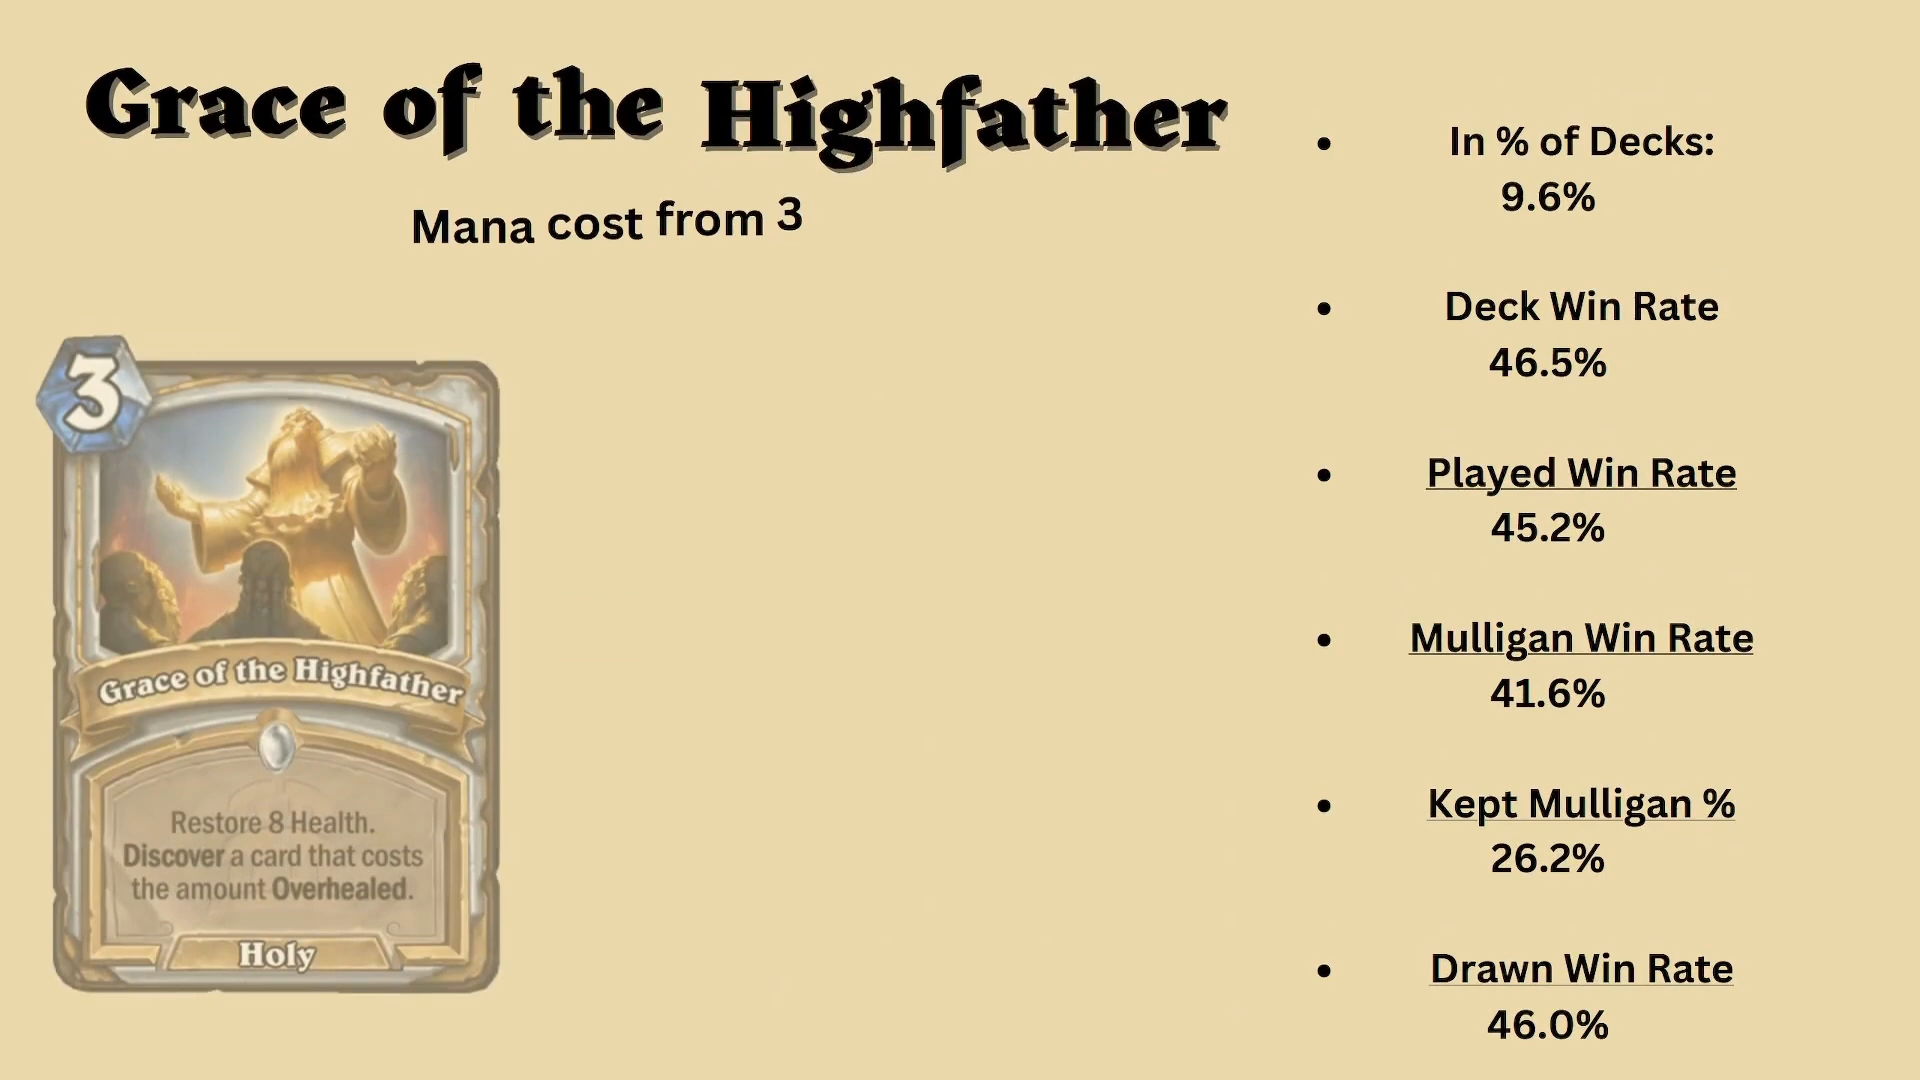 Grace of the Highfather
Mana cost from 3
3
Grace of the Highfather
Restore 8 Health.
Discover a card that costs
the amount Overhealed.
Holy
• In % of Decks:
9.6%
• Deck Win Rate
46.5%
• Played Win Rate
45.2%
• Mulligan Win Rate
41.6%
• Kept Mulligan %
26.2%
• Drawn Win Rate
46.0%